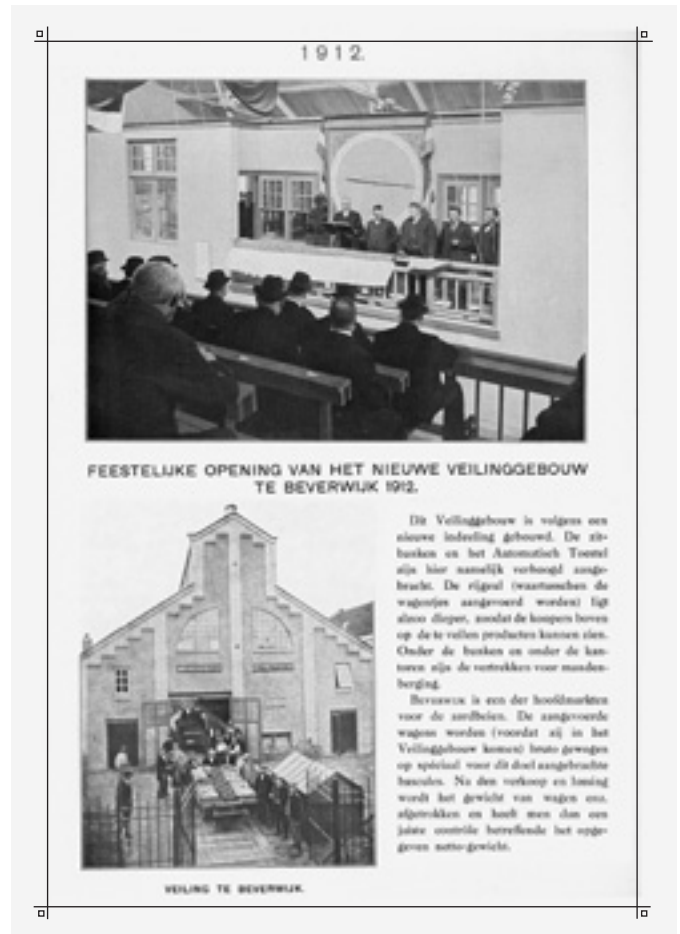 1912.
FEESTELIJKE OPENING VAN HET NIEUWE VEILINGGEBOUW
TE BEVERWIJK 1912.
Dit Veilinggebouw is volgens een
nieuwe indeeling gebouwd. De zit-
banken en het Automatisch Toestel
zijn hier namelijk verhoogd aange-
bracht. De rijgeul (waartusschen de
wagentjes aangevoerd worden) ligt
alzoo dieper, zoodat de koopers boven
op de te veilen producten kunnen zien.
Onder de banken en onder de kan-
toren zijn de vertrekken voor manden-
berging.
BEVERWIJK is een der hoofdmarkten
voor de aardbeien. De aangevoerde
wagens worden (voordat zij in het
Veilinggebouw komen) bruto gewogen
op speciaal voor dit doel aangebrachte
bascules. Na den verkoop en lossing
wordt het gewicht van wagen enz.
afgetrokken en heeft men dan een
juiste contrôle betreffende het opge-
geven netto-gewicht.
VEILING TE BEVERWIJK.